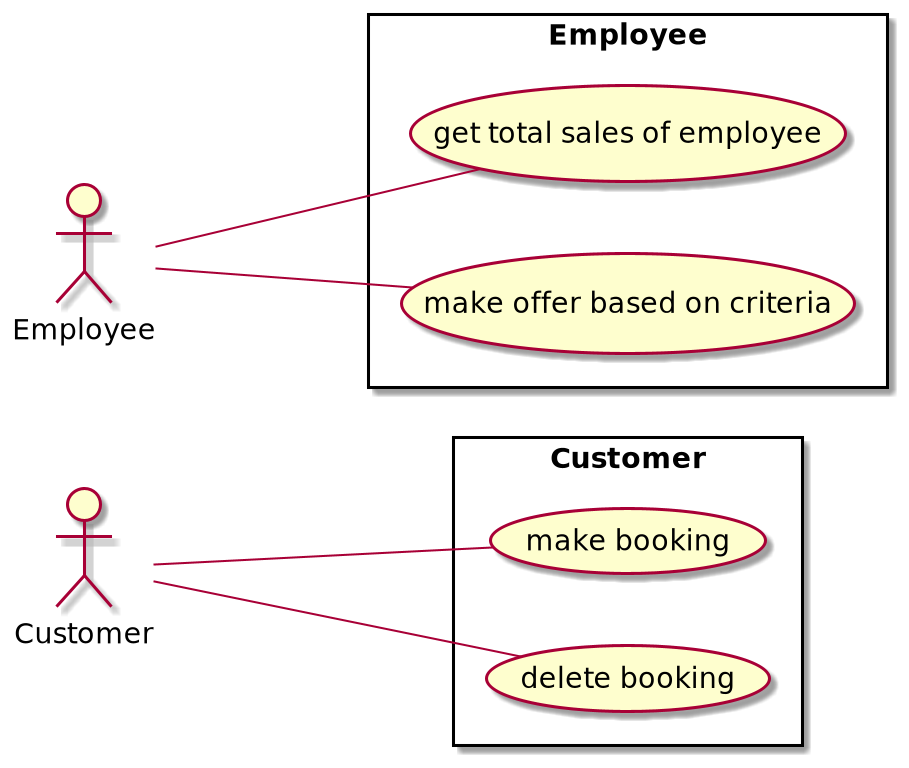 Employee
get total sales of employee
make offer based on criteria
Employee
Customer
make booking
delete booking
Customer